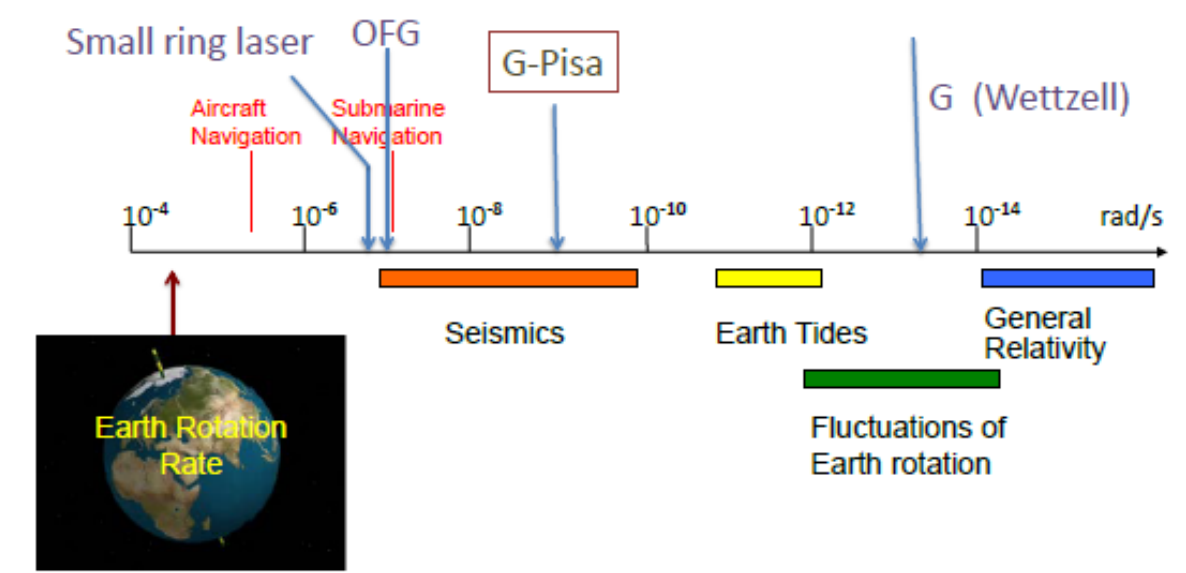 Small ring laser
OFG
G-Pisa
G (Wettzell)
Aircraft
Navigation
Submarine
Navigation
10⁻⁴
10⁻⁶
10⁻⁸
10⁻¹⁰
10⁻¹²
10⁻¹⁴
rad/s
Seismics
Earth Tides
General
Relativity
Earth Rotation
Rate
Fluctuations of
Earth rotation